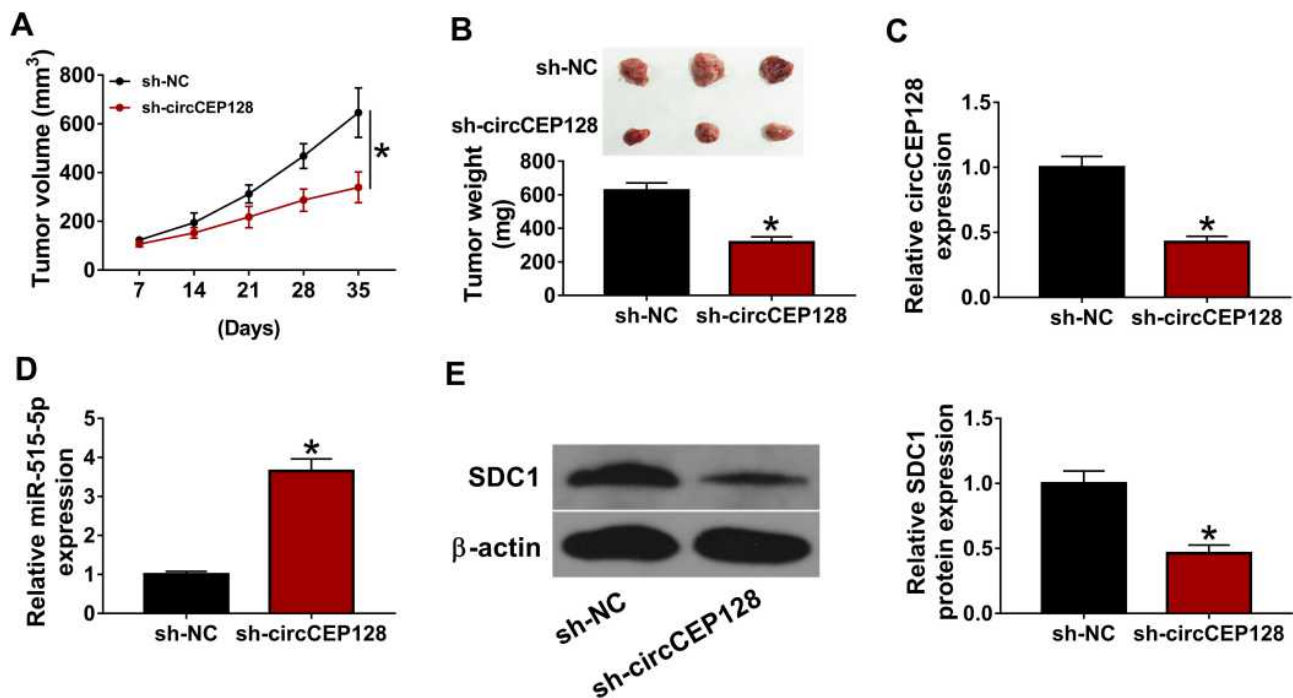 A
Tumor volume (mm³)
800
600
400
200
0
sh-NC
sh-circCEP128
*
7 14 21 28 35
(Days)
B
sh-NC
sh-circCEP128
Tumor weight
(mg)
800
600
400
200
0
*
sh-NC sh-circCEP128
C
Relative circCEP128
expression
1.5
1.0
0.5
0.0
*
sh-NC sh-circCEP128
D
Relative miR-515-5p
expression
5
4
3
2
1
0
*
sh-NC sh-circCEP128
E
SDC1
β-actin
sh-NC
sh-circCEP128
Relative SDC1
protein expression
1.5
1.0
0.5
0.0
*
sh-NC sh-circCEP128